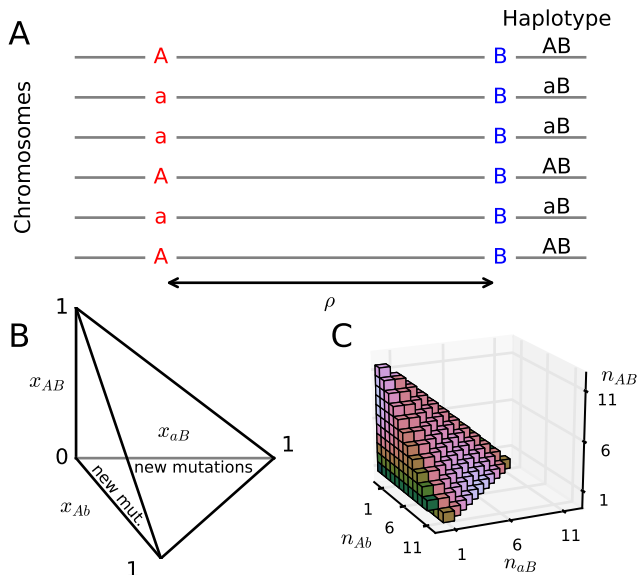 A
Haplotype
Chromosomes
A B AB
a B aB
a B aB
A B AB
a B aB
A B AB
ρ
B
1
x_AB
x_aB
0
new mutations
1
new mut.
x_Ab
1
C
n_AB
11
6
1
1
6
11
n_Ab
1
6
11
n_aB